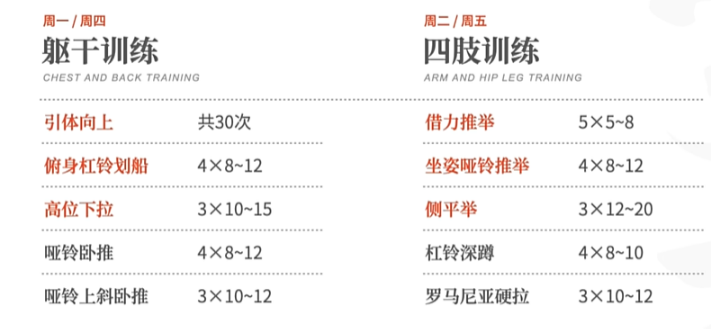 周一 / 周四
躯干训练
CHEST AND BACK TRAINING
引体向上 共30次
俯身杠铃划船 4×8~12
高位下拉 3×10~15
哑铃卧推 4×8~12
哑铃上斜卧推 3×10~12
周二 / 周五
四肢训练
ARM AND HIP LEG TRAINING
借力推举 5×5~8
坐姿哑铃推举 4×8~12
侧平举 3×12~20
杠铃深蹲 4×8~10
罗马尼亚硬拉 3×10~12